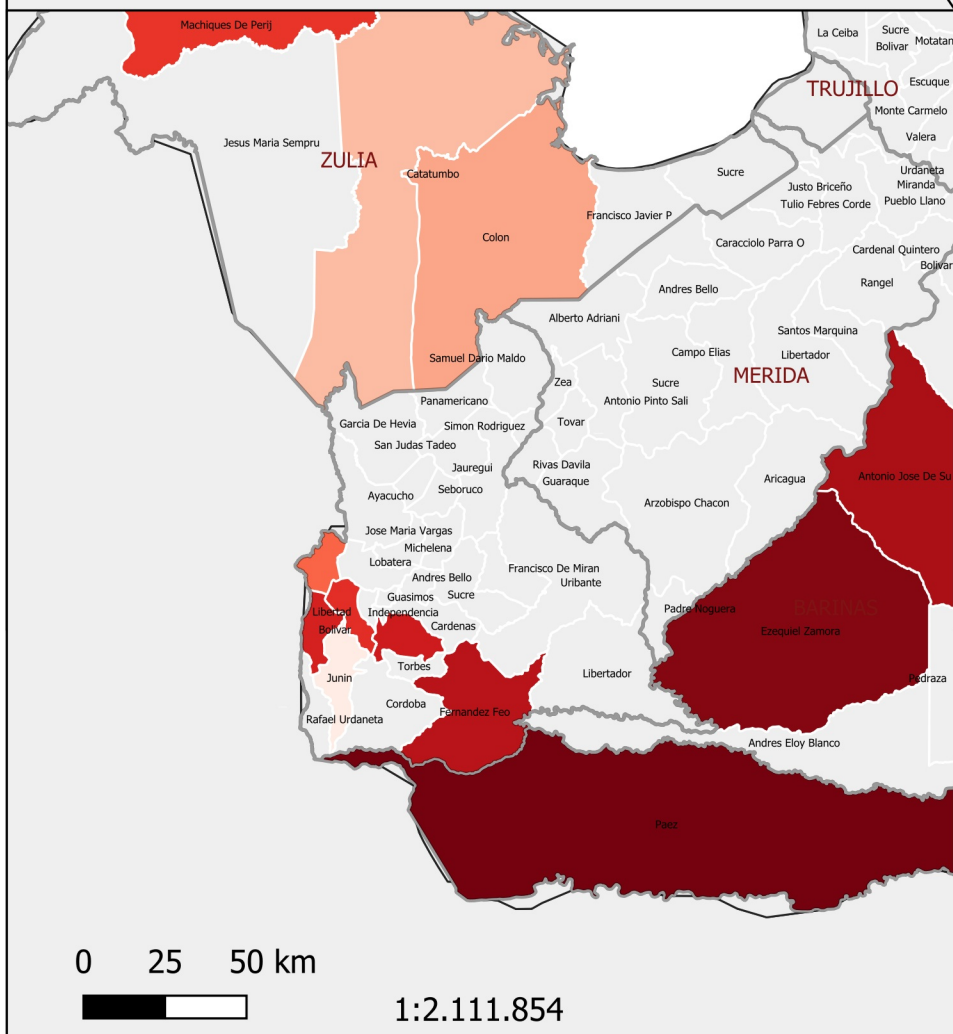 Machiques De Perij
La Ceiba
Sucre
Bolivar
Motatan
Escuque
TRUJILLO
Monte Carmelo
Valera
Jesus Maria Sempru
ZULIA
Catatumbo
Sucre
Urdaneta
Miranda
Justo Briceño
Pueblo Llano
Tulio Febres Corde
Francisco Javier P
Colon
Caracciolo Parra O
Cardenal Quintero
Bolivar
Rangel
Andres Bello
Alberto Adriani
Santos Marquina
Samuel Dario Maldo
Campo Elias
Libertador
MERIDA
Zea
Sucre
Panamericano
Antonio Pinto Sali
Garcia De Hevia
Simon Rodriguez
Tovar
San Judas Tadeo
Jauregui
Rivas Davila
Antonio Jose De Su
Guaraque
Aricagua
Seboruco
Ayacucho
Arzobispo Chacon
Jose Maria Vargas
Michelena
Lobatera
Francisco De Miran
Andres Bello
Uribante
Guasimos
Sucre
Libertad
Independencia
Padre Noguera
BARINAS
Bolivar
Cardenas
Ezequiel Zamora
Torbes
Libertador
Junin
Pedraza
Cordoba
Fernandez Feo
Rafael Urdaneta
Andres Eloy Blanco
Paez
0 25 50 km
1:2.111.854